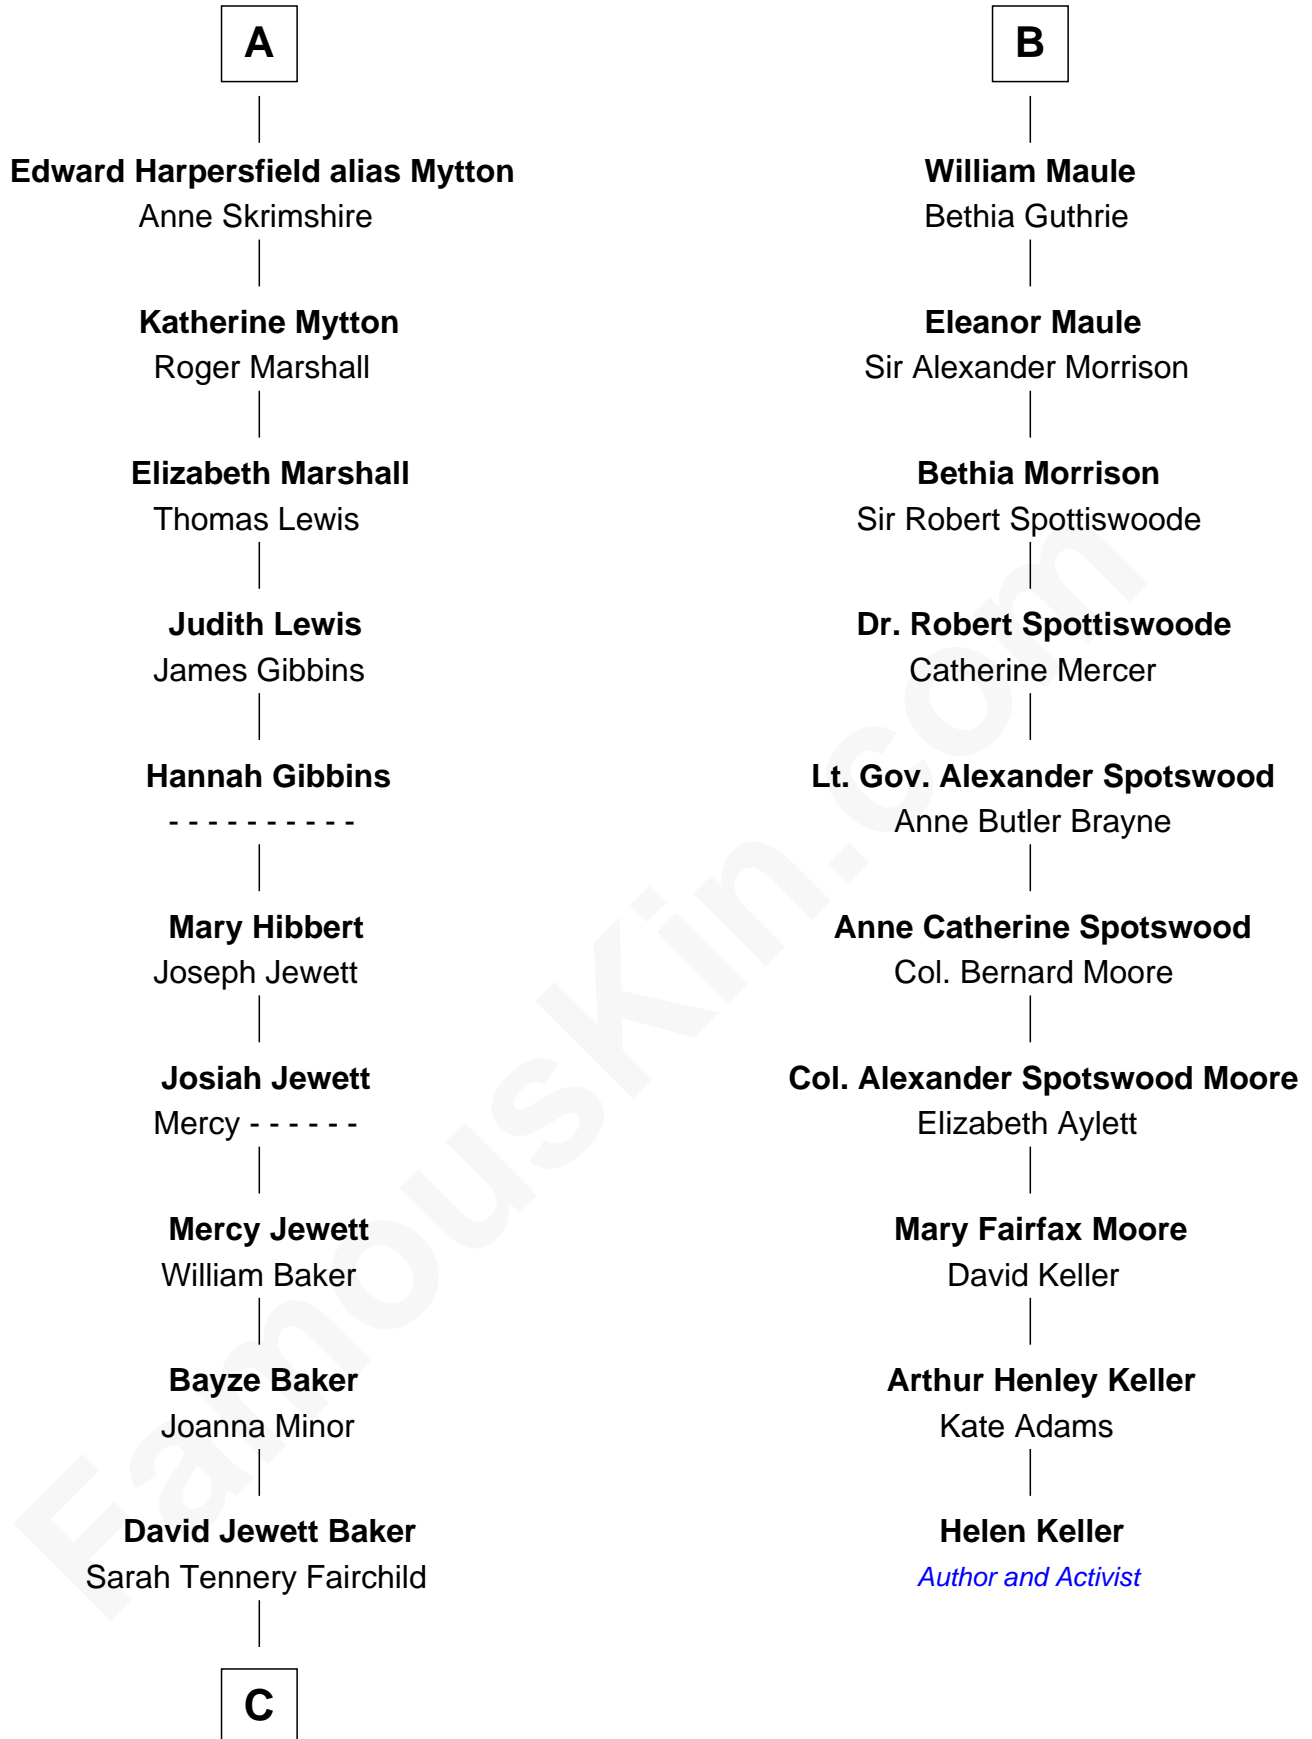 A
Edward Harpersfield alias Mytton
Anne Skrimshire
Katherine Mytton
Roger Marshall
Elizabeth Marshall
Thomas Lewis
Judith Lewis
James Gibbins
Hannah Gibbins
- - - - - - - - - -
Mary Hibbert
Joseph Jewett
Josiah Jewett
Mercy - - - - - -
Mercy Jewett
William Baker
Bayze Baker
Joanna Minor
David Jewett Baker
Sarah Tennery Fairchild
C
B
William Maule
Bethia Guthrie
Eleanor Maule
Sir Alexander Morrison
Bethia Morrison
Sir Robert Spottiswoode
Dr. Robert Spottiswoode
Catherine Mercer
Lt. Gov. Alexander Spotswood
Anne Butler Brayne
Anne Catherine Spotswood
Col. Bernard Moore
Col. Alexander Spotswood Moore
Elizabeth Aylett
Mary Fairfax Moore
David Keller
Arthur Henley Keller
Kate Adams
Helen Keller
Author and Activist
FamousKin.com